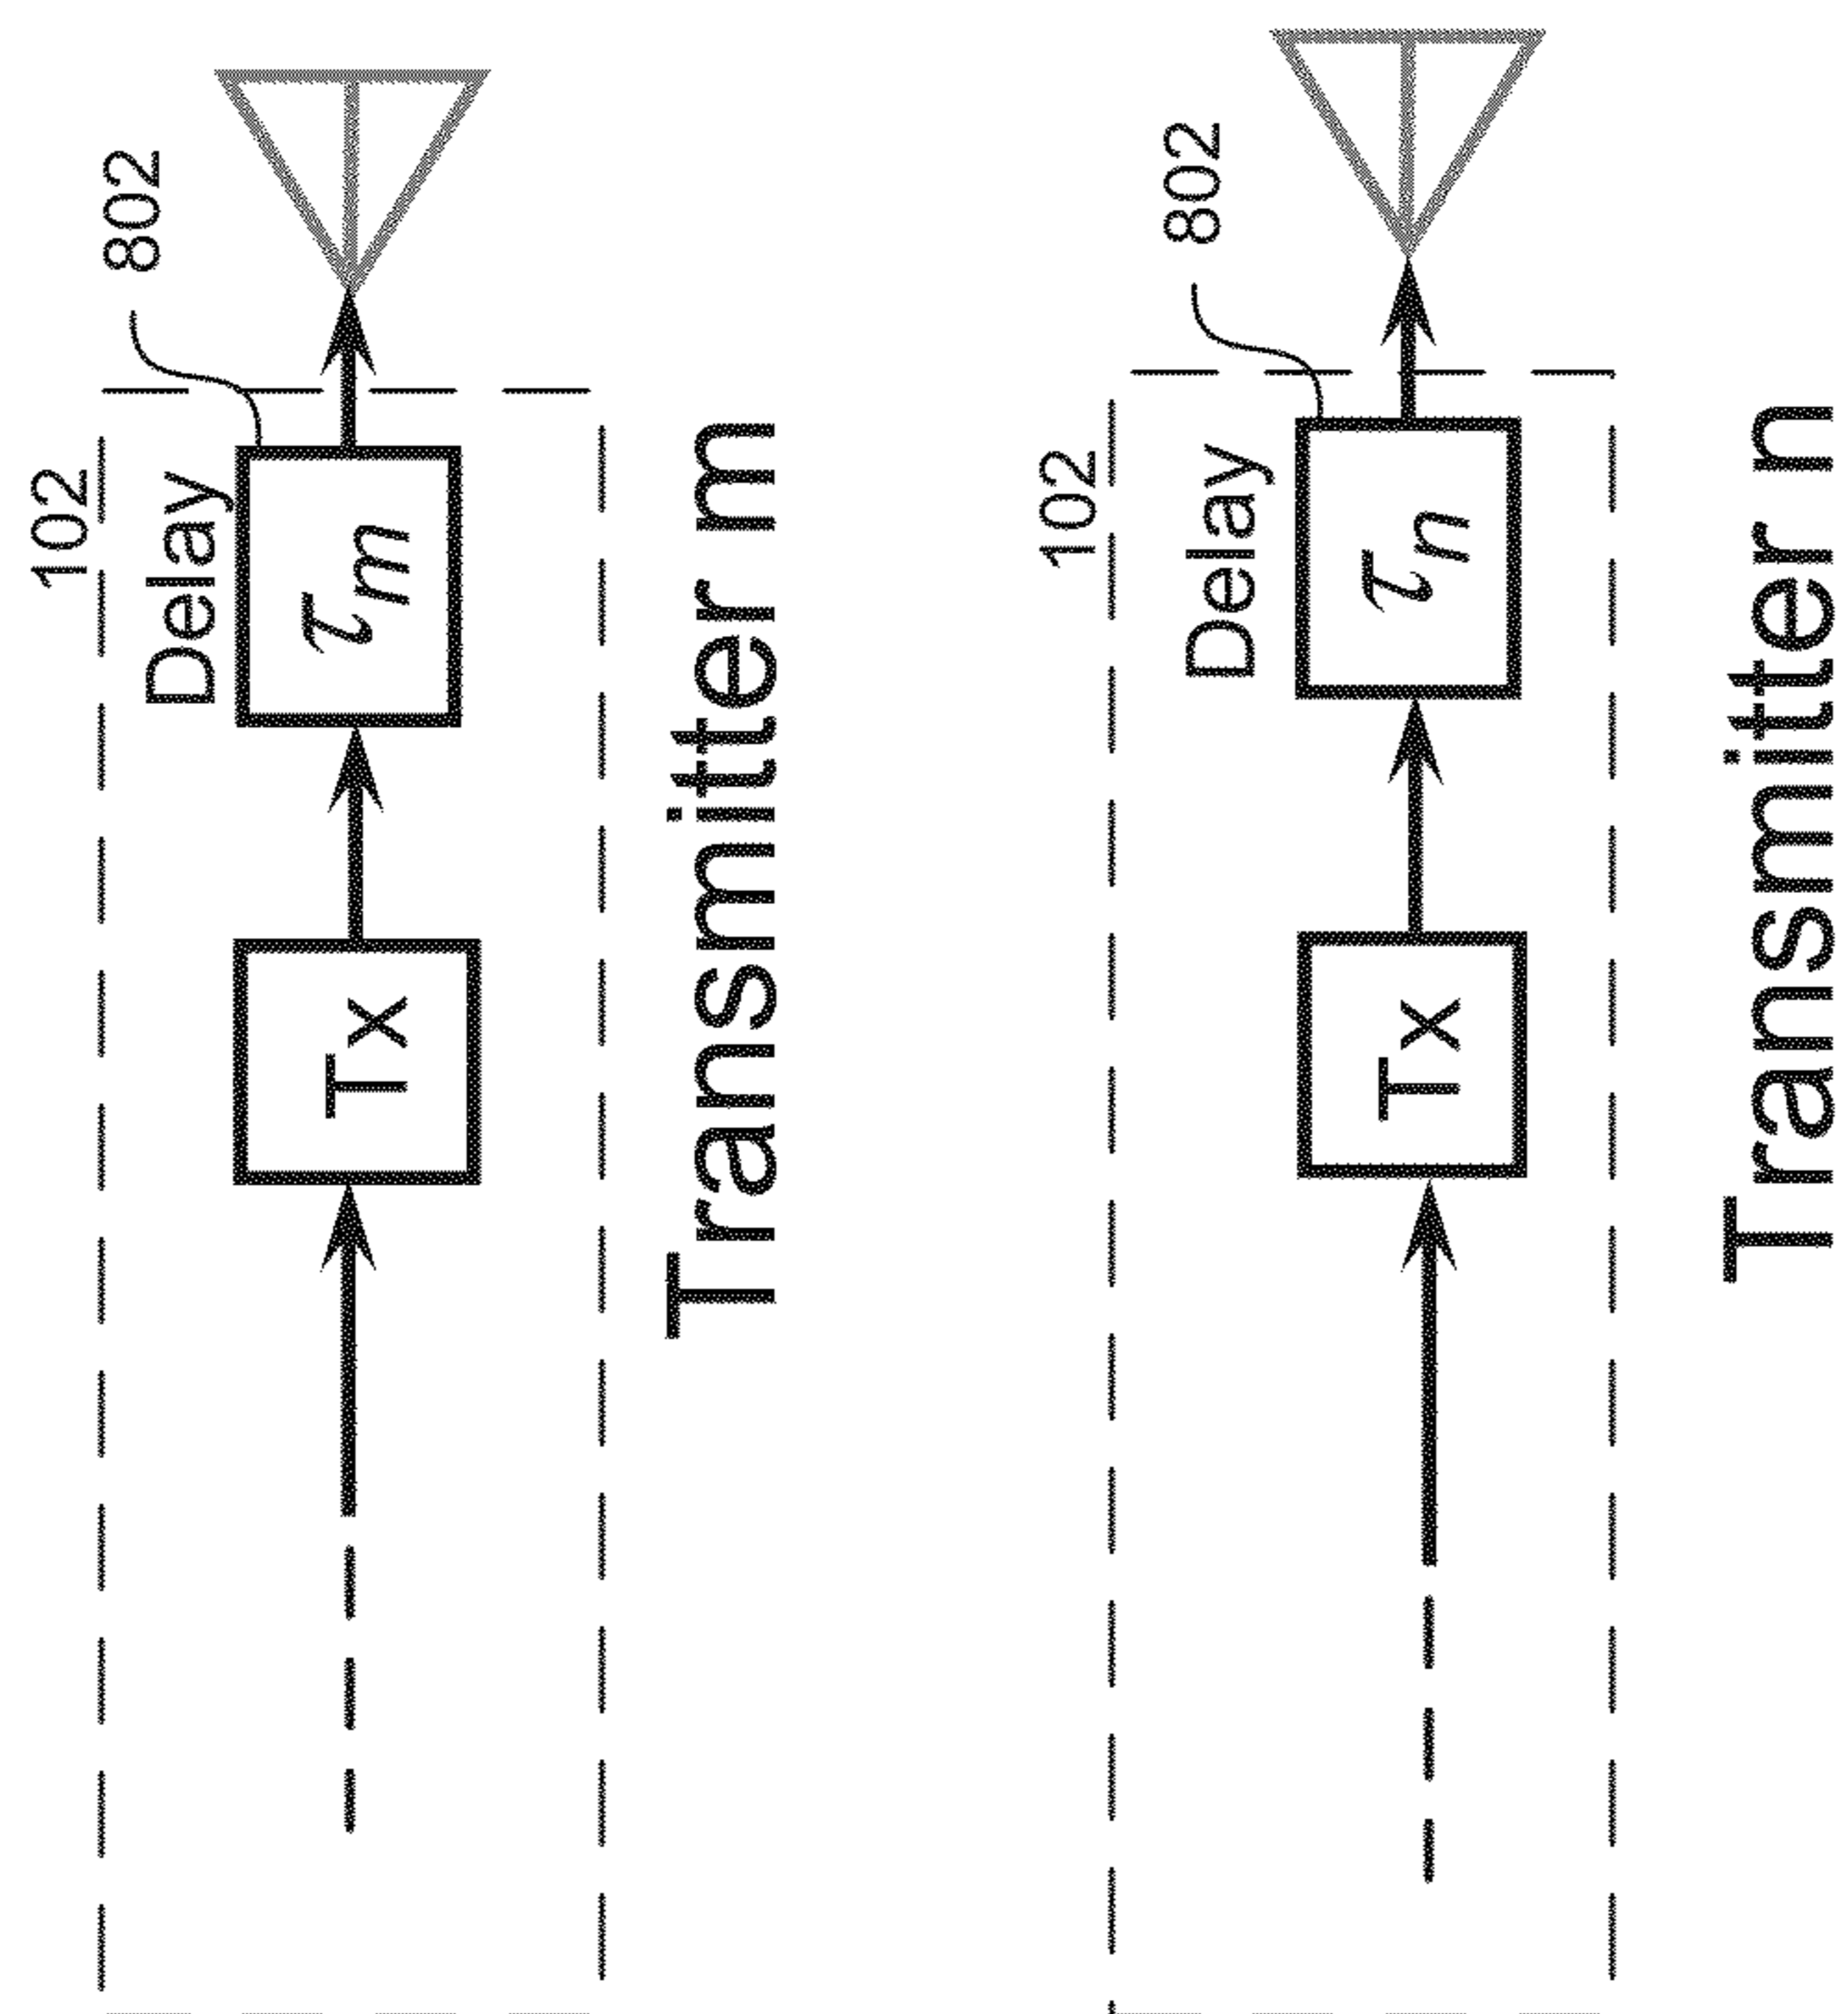 102
802
Delay
τm
Tx
Transmitter m
102
802
Delay
τn
Tx
Transmitter n